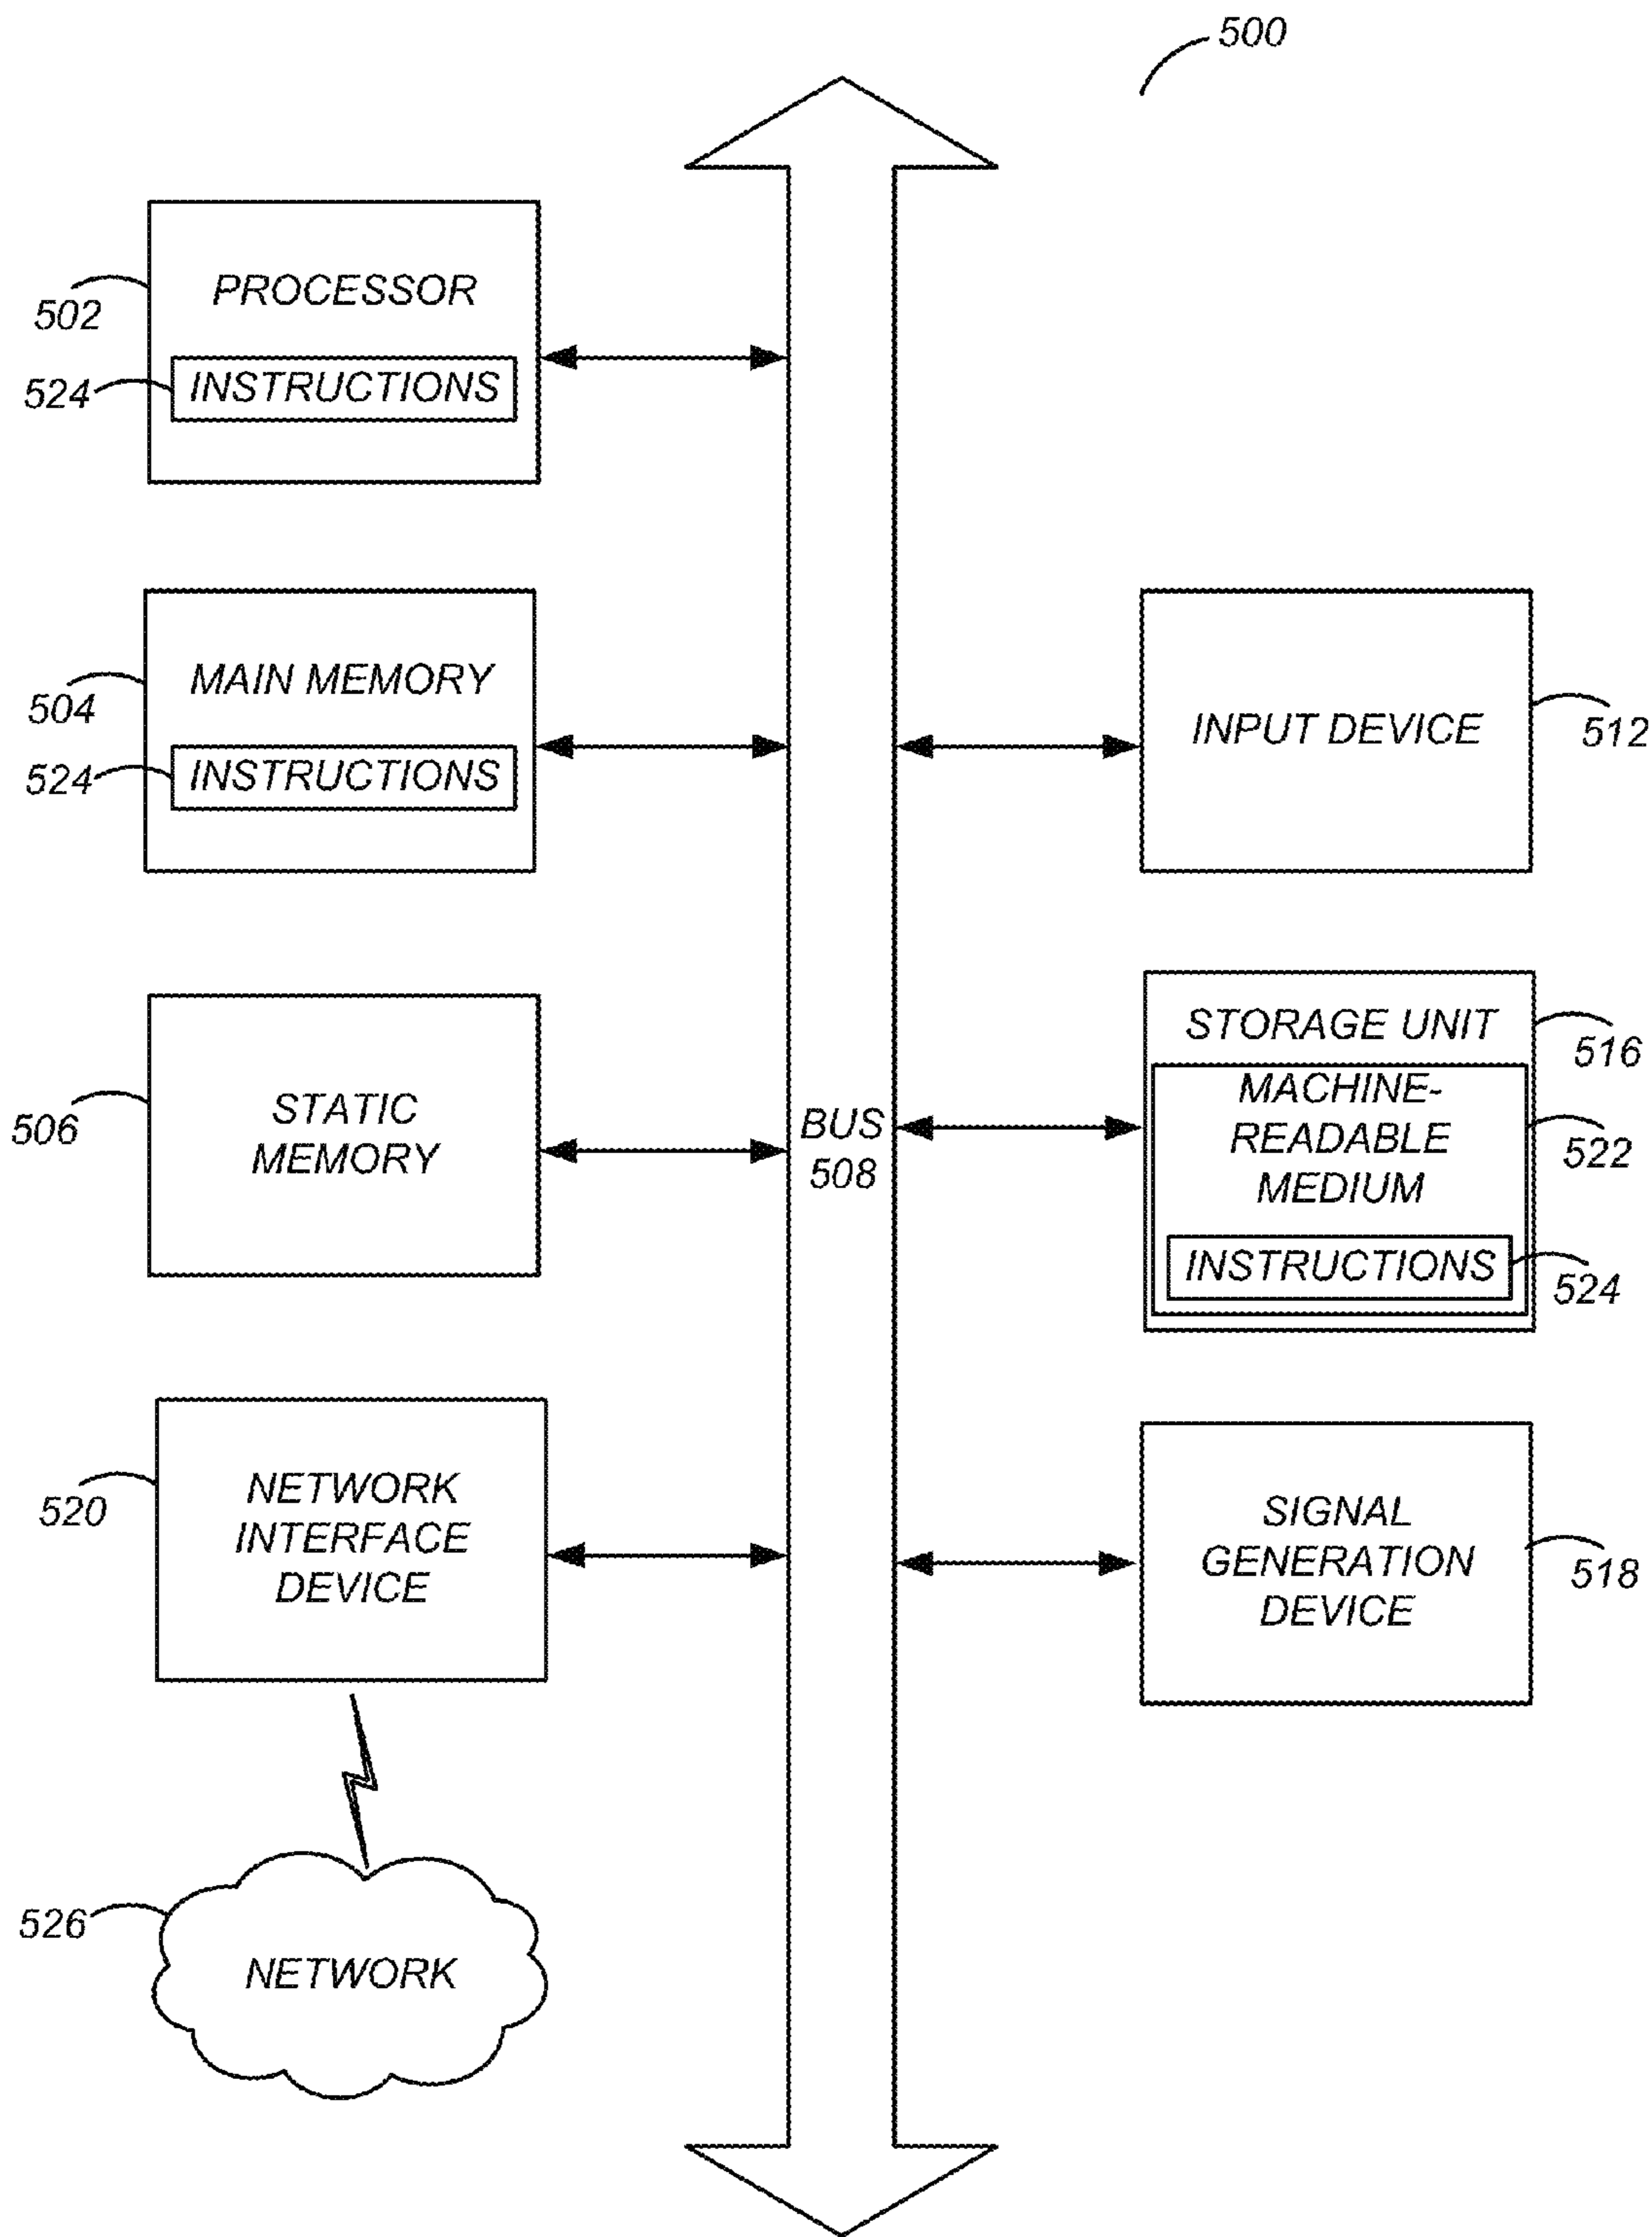 500
PROCESSOR
502
524
INSTRUCTIONS
MAIN MEMORY
504
524
INSTRUCTIONS
STATIC
MEMORY
506
NETWORK
INTERFACE
DEVICE
520
526
NETWORK
BUS
508
INPUT DEVICE
512
STORAGE UNIT
516
MACHINE-
READABLE
MEDIUM
522
INSTRUCTIONS
524
SIGNAL
GENERATION
DEVICE
518